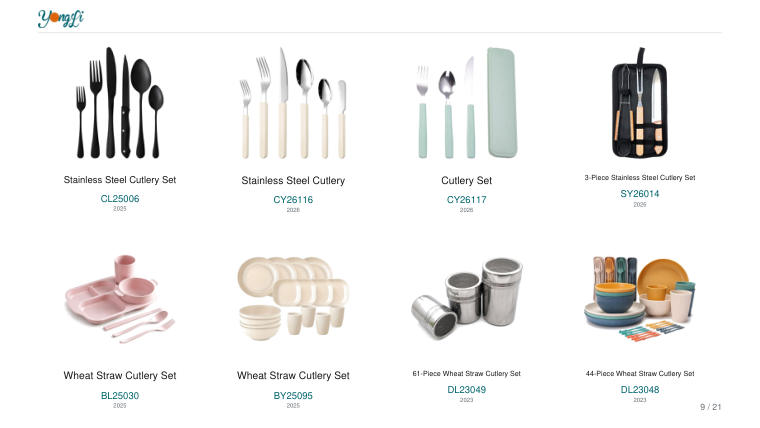 YongLi
Stainless Steel Cutlery Set
CL25006
2025
Stainless Steel Cutlery
CY26116
2026
Cutlery Set
CY26117
2026
3-Piece Stainless Steel Cutlery Set
SY26014
2026
Wheat Straw Cutlery Set
BL25030
2025
Wheat Straw Cutlery Set
BY25095
2025
61-Piece Wheat Straw Cutlery Set
DL23049
2023
44-Piece Wheat Straw Cutlery Set
DL23048
2023
9 / 21